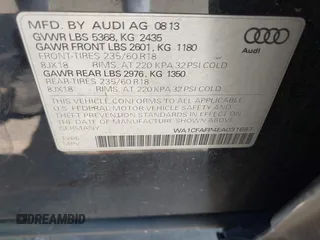 MFD. BY AUDI AG 08 13
GVWR LBS 5368, KG 2435
GAWR FRONT LBS 2601, KG 1180
FRONT-TIRES 235/60 R18
8JX18 RIMS, AT 220 KPA 32 PSI COLD
GAWR REAR LBS 2976, KG 1350
REAR-TIRES 235/60 R18
8JX18 RIMS, AT 220 KPA 32 PSI COLD
THIS VEHICLE CONFORMS TO ALL APPLICABLE
U.S. FEDERAL MOTOR VEHICLE SAFETY STANDARDS
IN EFFECT ON THE DATE OF MANUFACTURE
SHOWN ABOVE.
TYPE:
MPV
Audi
DREAMBID